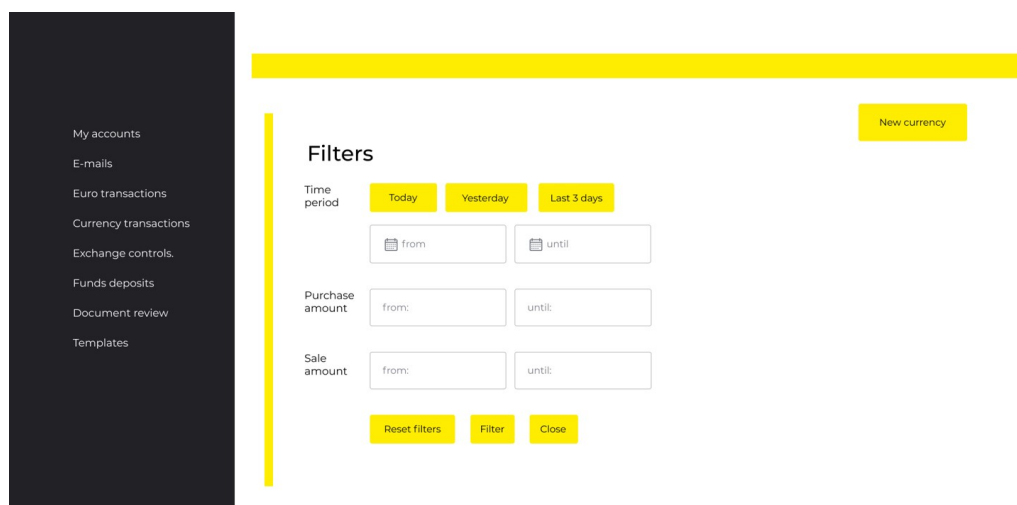 My accounts
E-mails
Euro transactions
Currency transactions
Exchange controls.
Funds deposits
Document review
Templates
New currency
Filters
Time
period
Today
Yesterday
Last 3 days
from
until
Purchase
amount
from:
until:
Sale
amount
from:
until:
Reset filters
Filter
Close